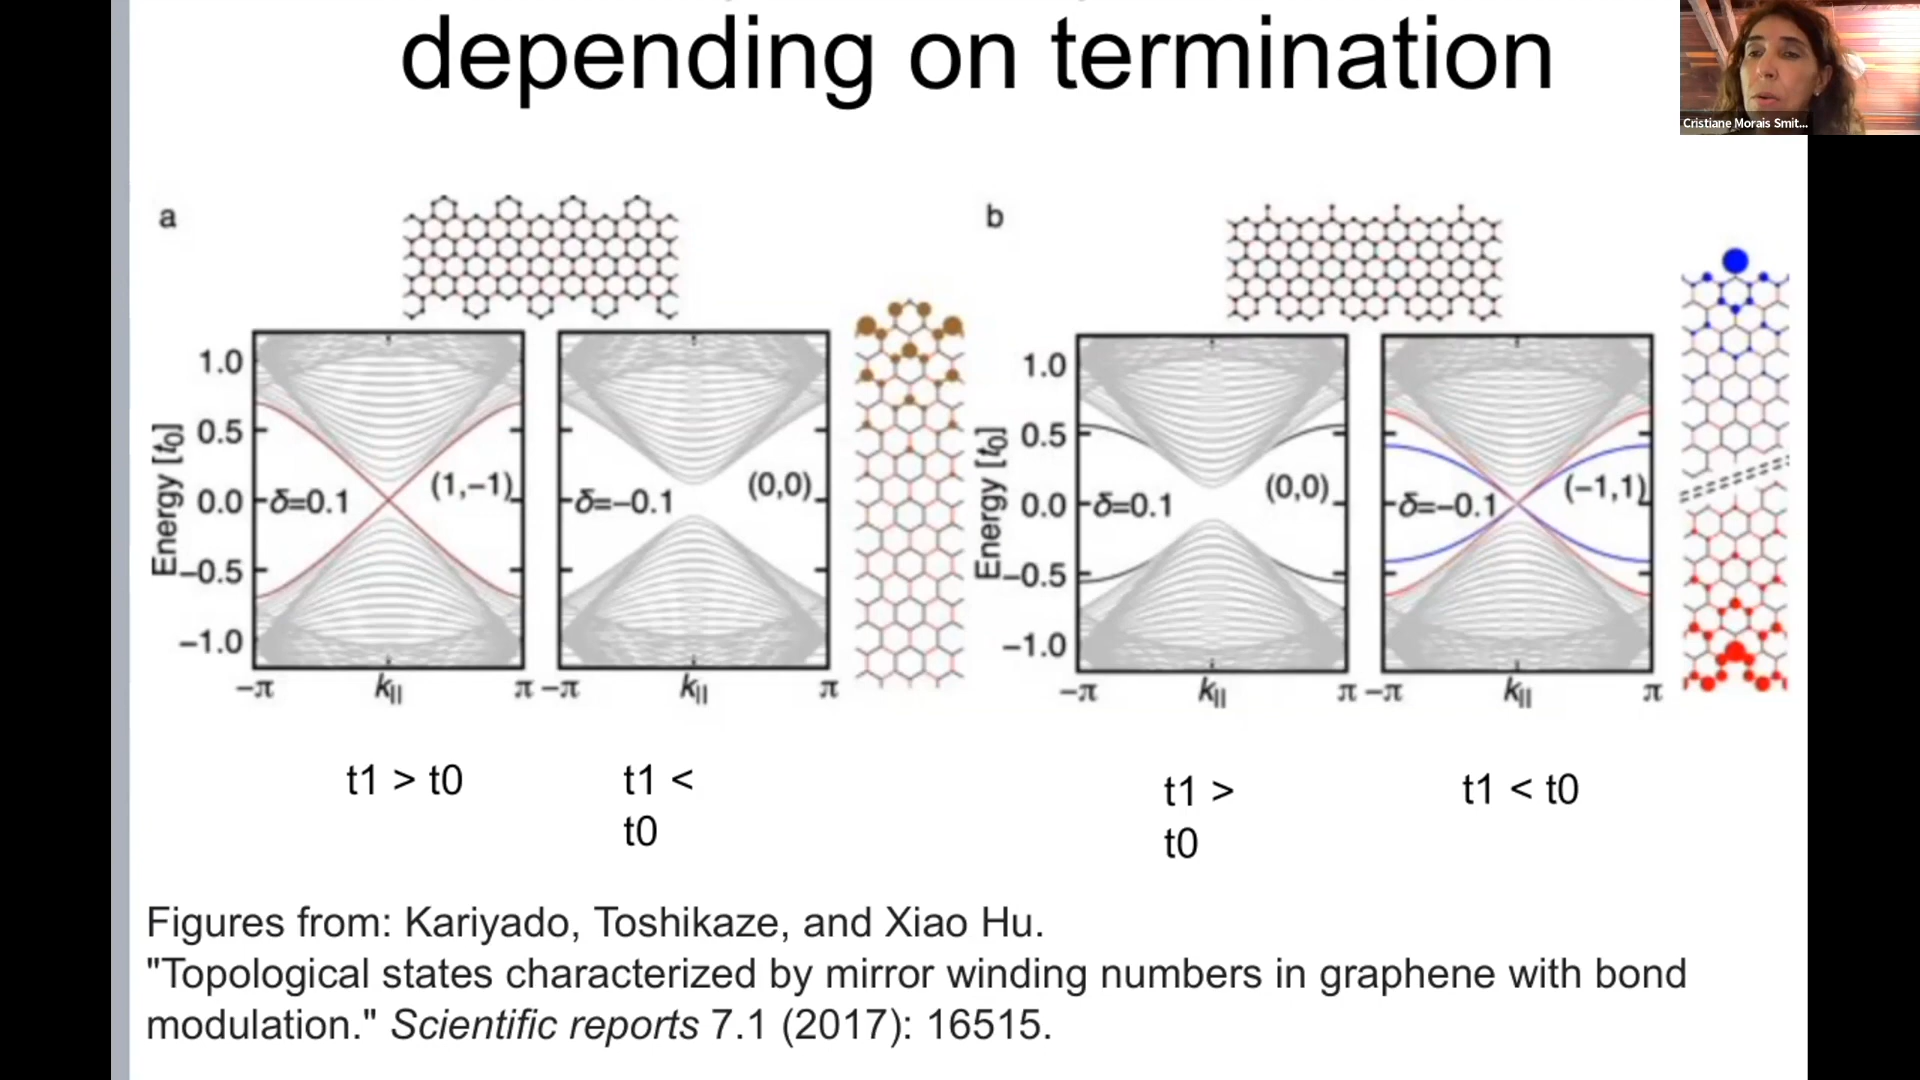 depending on termination
Cristiane Morais Smit...
a
b
1.0
0.5
0.0
−0.5
−1.0
Energy [t0]
δ=0.1
(1,−1)
−π
k||
π
δ=−0.1
(0,0)
−π
k||
π
1.0
0.5
0.0
−0.5
−1.0
Energy [t0]
δ=0.1
(0,0)
−π
k||
π
δ=−0.1
(−1,1)
−π
k||
π
t1 > t0
t1 <
t0
t1 >
t0
t1 < t0
Figures from: Kariyado, Toshikaze, and Xiao Hu.
"Topological states characterized by mirror winding numbers in graphene with bond
modulation." Scientific reports 7.1 (2017): 16515.